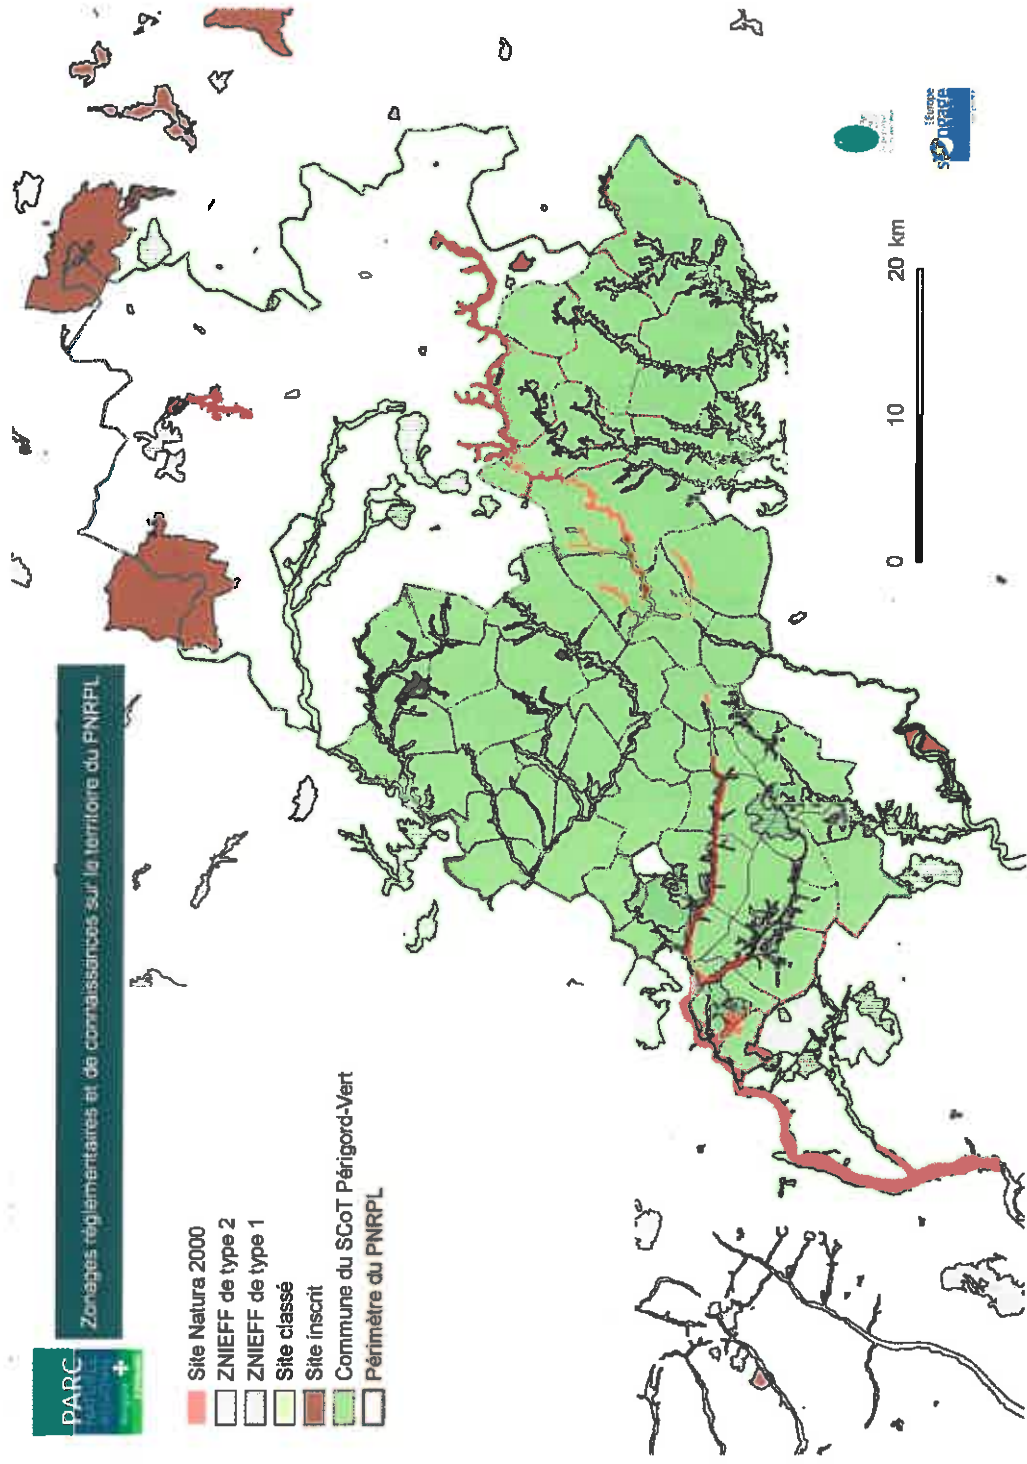 PARC
Zonages réglementaires et de connaissances sur le territoire du PNRPL
Site Natura 2000
ZNIEFF de type 2
ZNIEFF de type 1
Site classé
Site inscrit
Commune du SCoT Périgord-Vert
Périmètre du PNRPL
0 10 20 km
l'Europe
s'engage